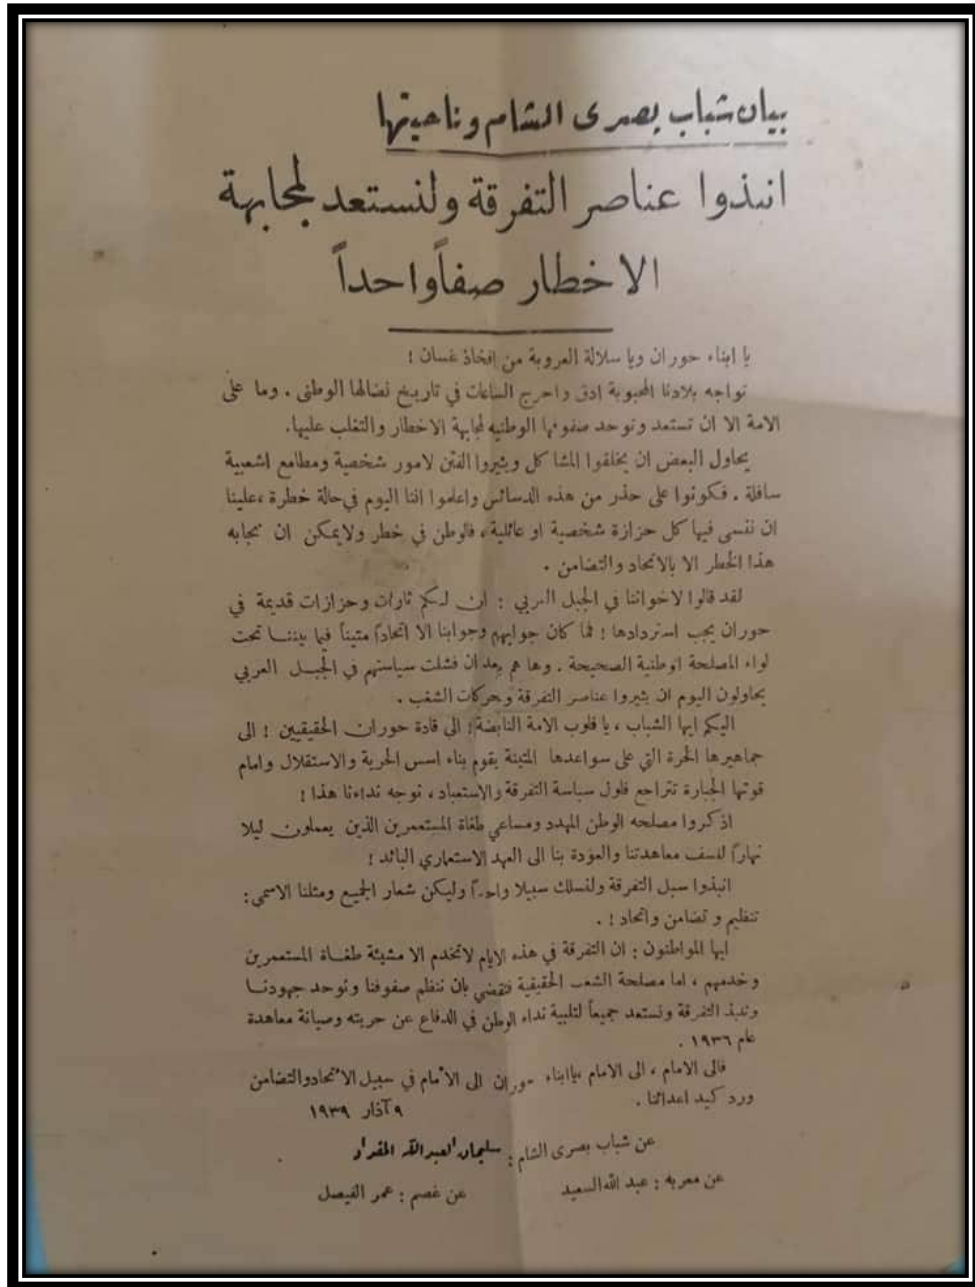 بيان شباب بصرى الشام وناحيتها
انبذوا عناصر التفرقة ولنستعد لمجابهة
الاخطار صفاً واحداً
يا ابناء حوران ويا سلالة العروبة من افخاذ غسان !
تواجه بلادنا المحبوبة ادق واحرج الساعات في تاريخ نضالها الوطني . وما على
الامة الا ان تستعد وتوحد صفوفها الوطنيه لمجابهة الاخطار والتغلب عليها.
يحاول البعض ان يخلقوا المشاكل ويثيروا الفتن لامور شخصية ومطامع اشعبية
سافلة . فكونوا على حذر من هذه الدسائس واعلموا اننا اليوم في حالة خطرة ، علينا
ان ننسى فيها كل حزازة شخصية او عائلية ، فالوطن في خطر ولايمكن ان نجابه
هذا الخطر الا بالاتحاد والتضامن .
لقد قالوا لاخواننا في الجبل العربي : ان لكم ثارات وحزازات قديمة في
حوران يجب استردادها ! فما كان جوابهم وجوابنا الا اتحاداً متيناً فيما بيننا تحت
لواء المصلحة الوطنية الصحيحة . وها هم بعد ان فشلت سياستهم في الجبل العربي
يحاولون اليوم ان يثيروا عناصر التفرقة وحركات الشغب .
اليكم ايها الشباب ، يا قلوب الامة النابضة ! الى قادة حوران الحقيقيين ! الى
جماهيرها الحرة التي على سواعدها المتينة يقوم بناء اسس الحرية والاستقلال وامام
قوتها الجبارة تتراجع فلول سياسة التفرقة والاستعباد ، نوجه نداءنا هذا !
اذكروا مصلحه الوطن المهدد ومساعي طغاة المستعمرين الذين يعملون ليلا
نهاراً لنسف معاهدتنا والعودة بنا الى العهد الاستعماري البائد !
انبذوا سبل التفرقة ولنسلك سبيلا واحداً وليكن شعار الجميع ومثلنا الاسمى :
تنظيم و تضامن واتحاد ! .
ايها المواطنون : ان التفرقة في هذه الايام لاتخدم الا مشيئة طغاة المستعمرين
وخدمهم ، اما مصلحة الشعب الحقيقية فتقضي بان ننظم صفوفنا ونوحد جهودنا
وننبذ التفرقة ونستعد جميعاً لتلبية نداء الوطن في الدفاع عن حريته وصيانة معاهدة
عام ١٩٣٦ .
فالى الامام ، الى الامام ياابناء حوران الى الأمام في سبيل الاتحادوالتضامن
ورد كيد اعدائنا .
٩ آذار ١٩٣٩
عن شباب بصرى الشام : سليمان العبدالله المقداد
عن معربه : عبد الله السعيد
عن غصم : عمر الفيصل